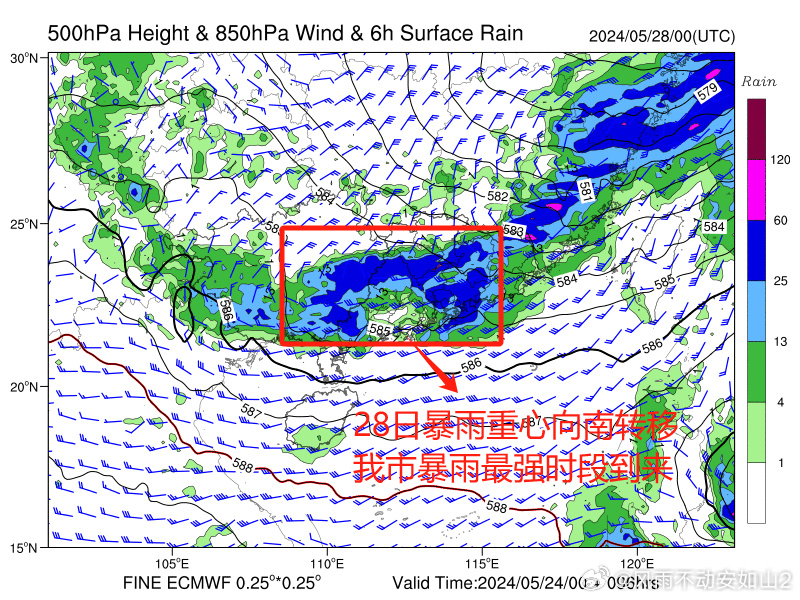 500hPa Height & 850hPa Wind & 6h Surface Rain
2024/05/28/00(UTC)
30°N
Rain
579
120
584
582
581
60
25°N
583
584
25
584
585
586
13
585
586
586
20°N
4
587
587
28日暴雨重心向南转移
588
我市暴雨最强时段到来
1
588
15°N
105°E
110°E
115°E
120°E
FINE ECMWF 0.25°*0.25°
Valid Time:2024/05/24/00 + 096hrs
风雨不动安如山2